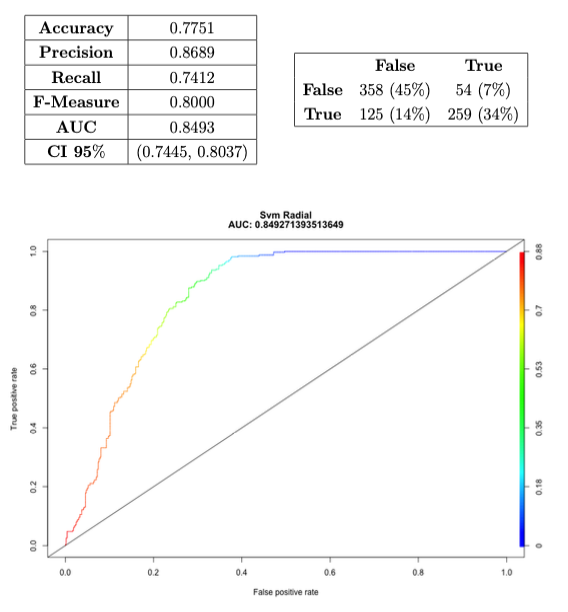 Accuracy 0.7751
Precision 0.8689
Recall 0.7412
F-Measure 0.8000
AUC 0.8493
CI 95% (0.7445, 0.8037)
False True
False 358 (45%) 54 (7%)
True 125 (14%) 259 (34%)
Svm Radial
AUC: 0.849271393513649
True positive rate
1.0
0.8
0.6
0.4
0.2
0.0
0.88
0.7
0.53
0.35
0.18
0
0.0 0.2 0.4 0.6 0.8 1.0
False positive rate